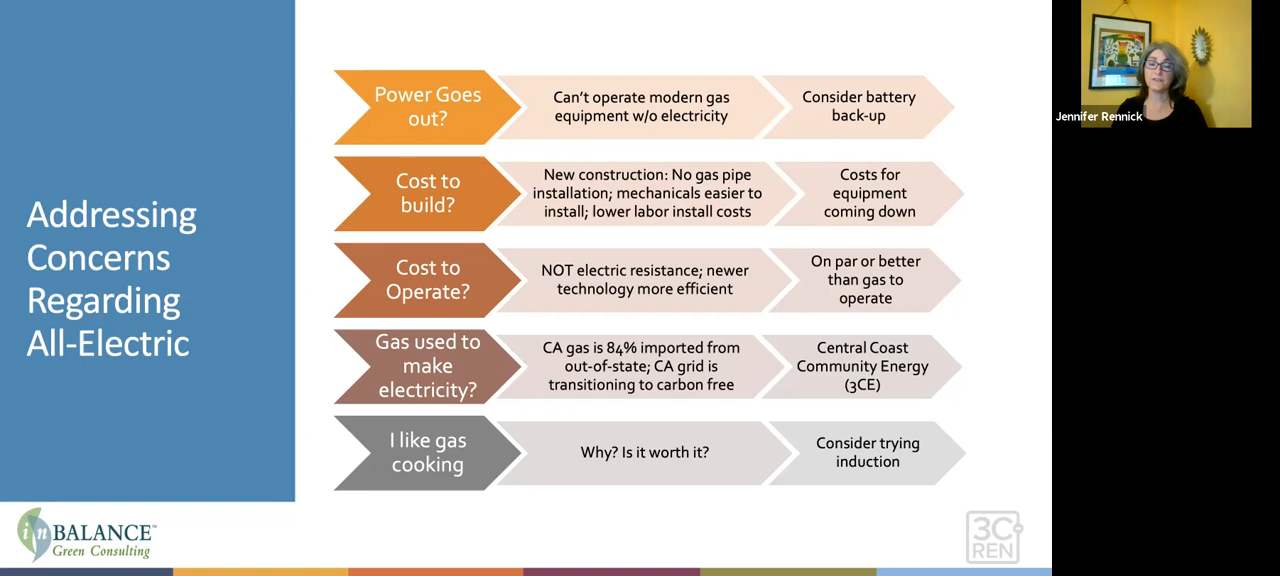 Addressing
Concerns
Regarding
All-Electric
Power Goes
out?
Can't operate modern gas
equipment w/o electricity
Consider battery
back-up
Cost to
build?
New construction: No gas pipe
installation; mechanicals easier to
install; lower labor install costs
Costs for
equipment
coming down
Cost to
Operate?
NOT electric resistance; newer
technology more efficient
On par or better
than gas to
operate
Gas used to
make
electricity?
CA gas is 84% imported from
out-of-state; CA grid is
transitioning to carbon free
Central Coast
Community Energy
(3CE)
I like gas
cooking
Why? Is it worth it?
Consider trying
induction
in BALANCE™
Green Consulting
3C
REN
Jennifer Rennick